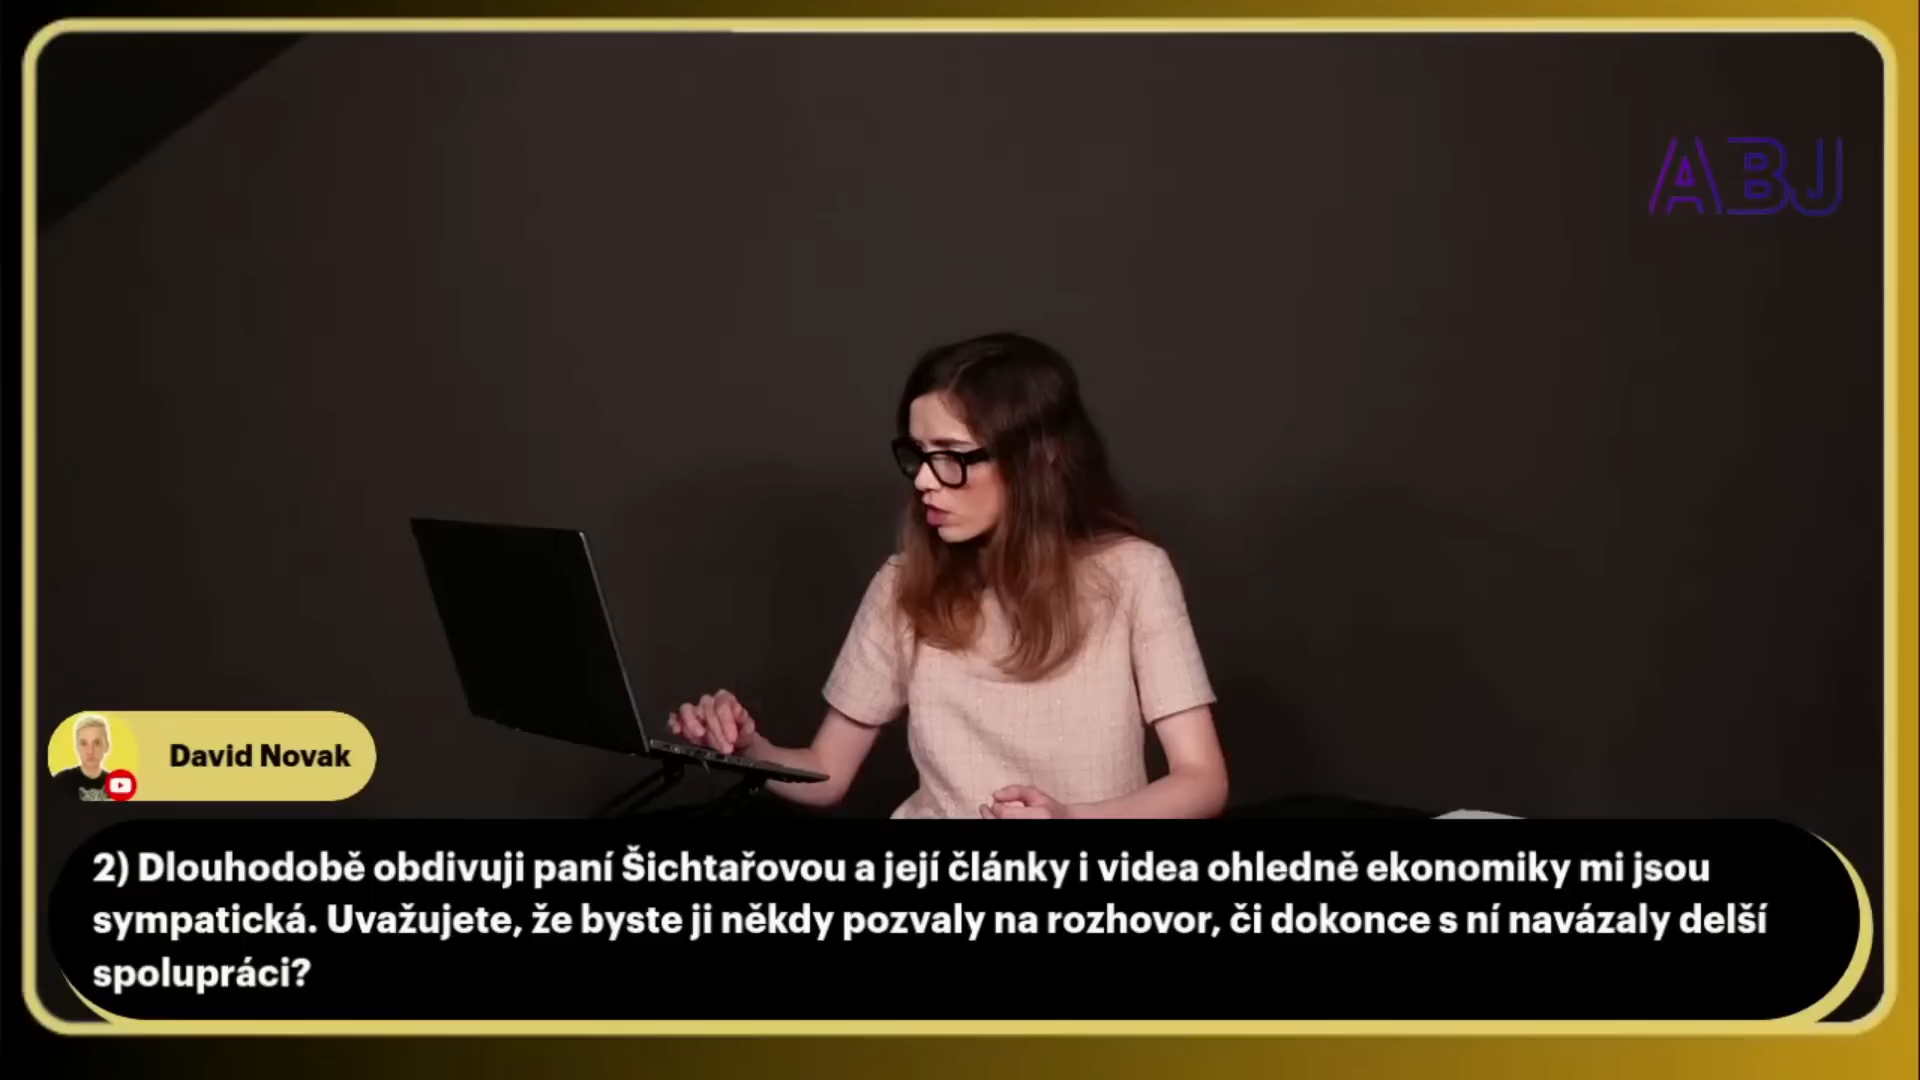 ABJ
David Novak
2) Dlouhodobě obdivuji paní Šichtařovou a její články i videa ohledně ekonomiky mi jsou
sympatická. Uvažujete, že byste ji někdy pozvaly na rozhovor, či dokonce s ní navázaly delší
spolupráci?